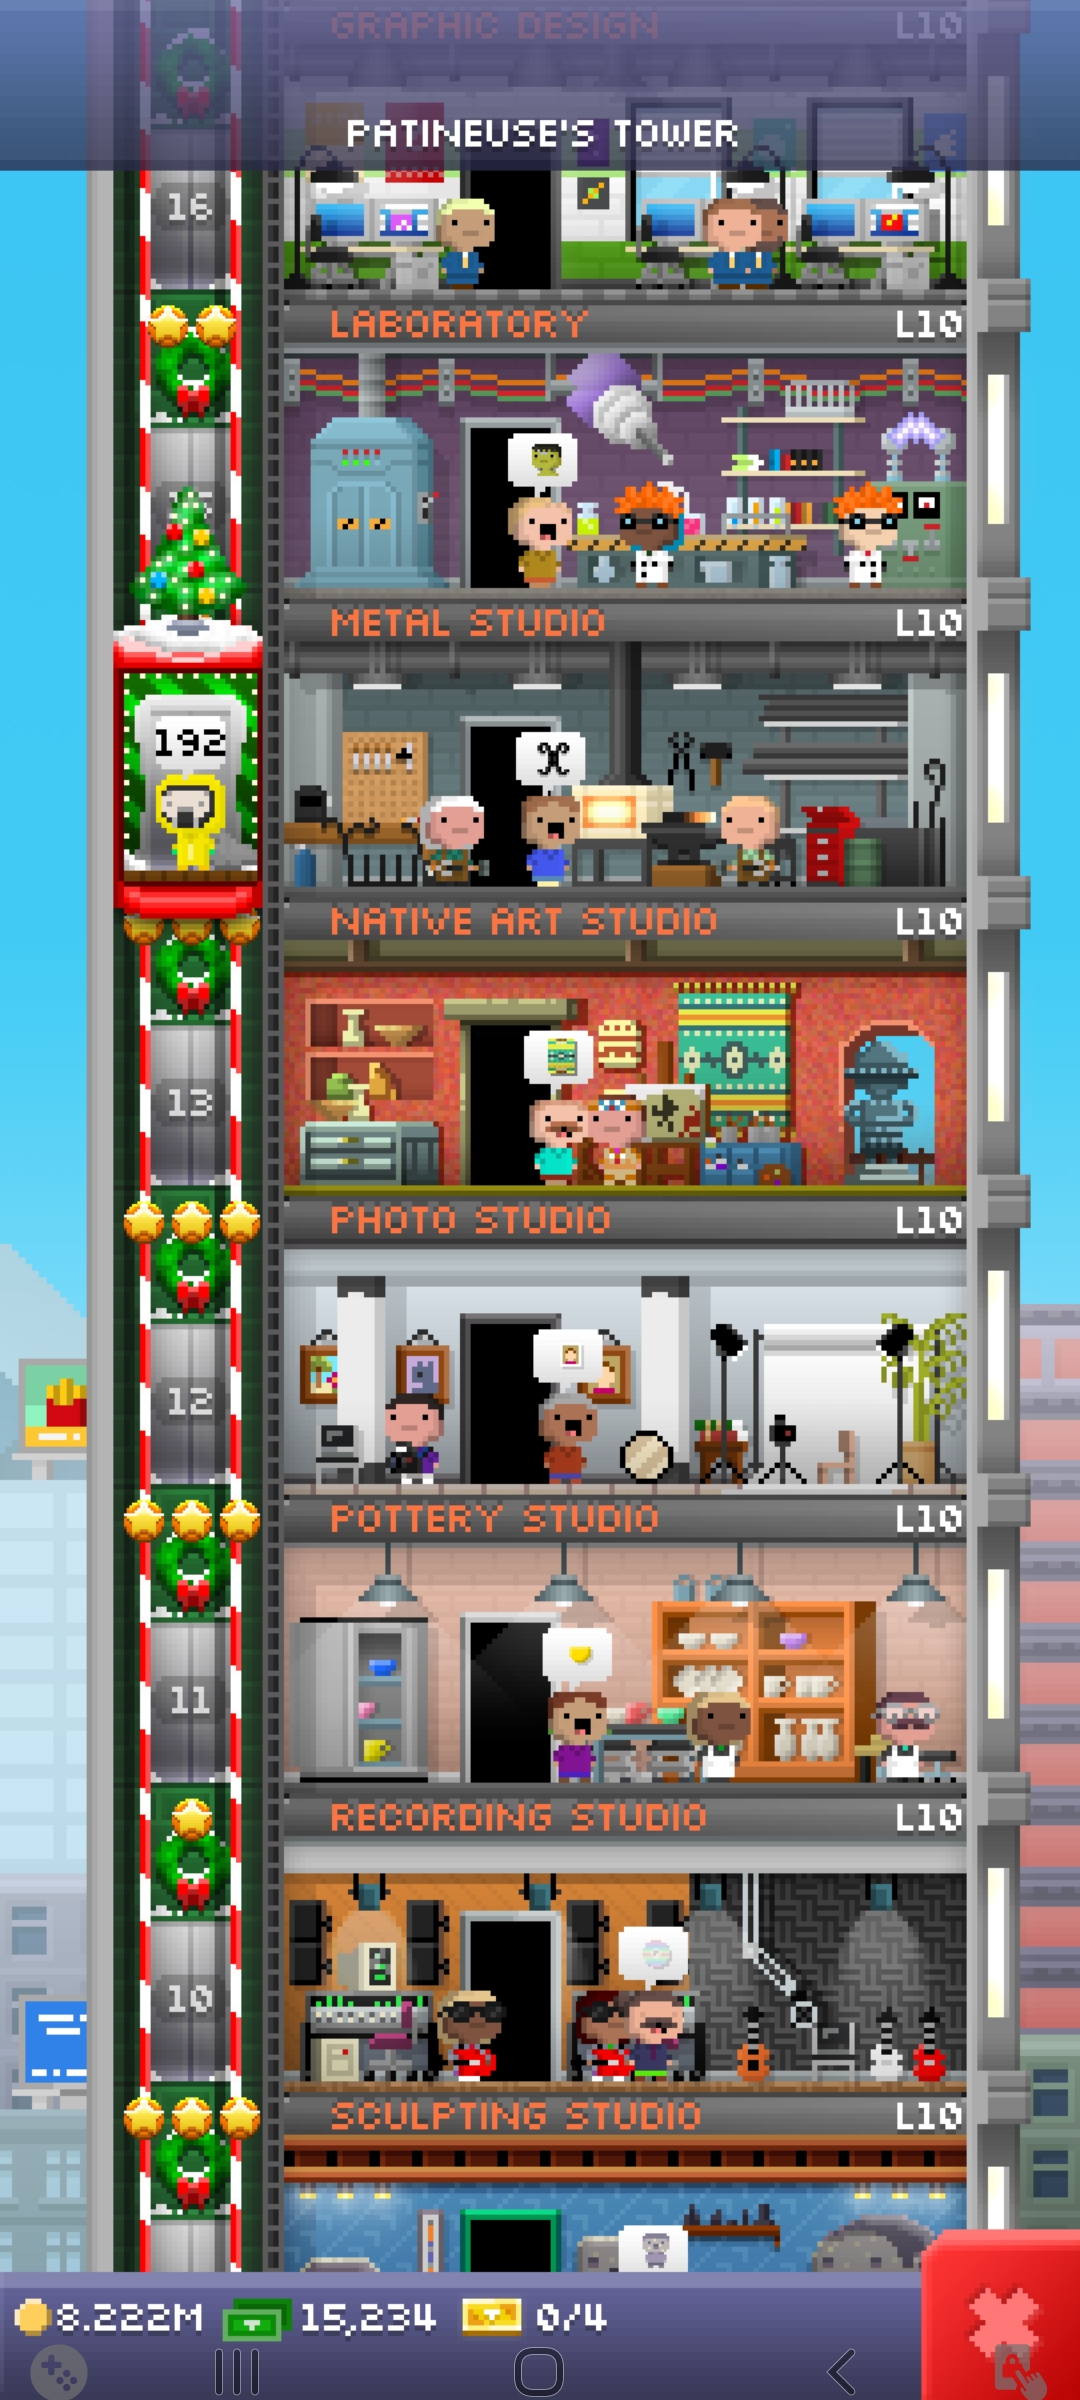 GRAPHIC DESIGN L10
PATINEUSE'S TOWER
16
LABORATORY L10
METAL STUDIO L10
192
NATIVE ART STUDIO L10
13
PHOTO STUDIO L10
12
POTTERY STUDIO L10
11
RECORDING STUDIO L10
10
SCULPTING STUDIO L10
8.222M 15,234 0/4